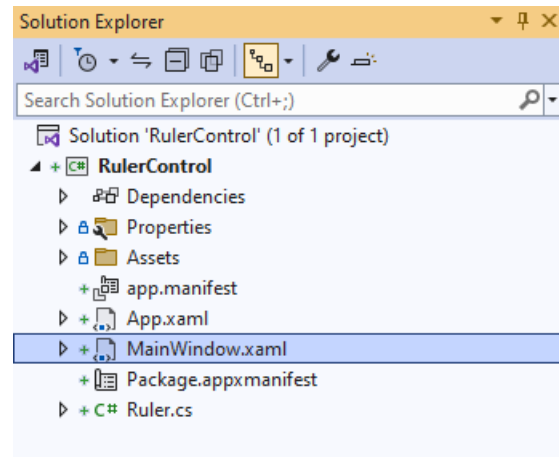 Solution Explorer
Search Solution Explorer (Ctrl+;)
Solution 'RulerControl' (1 of 1 project)
+ C# RulerControl
Dependencies
Properties
Assets
+ app.manifest
+ App.xaml
+ MainWindow.xaml
+ Package.appxmanifest
+ C# Ruler.cs